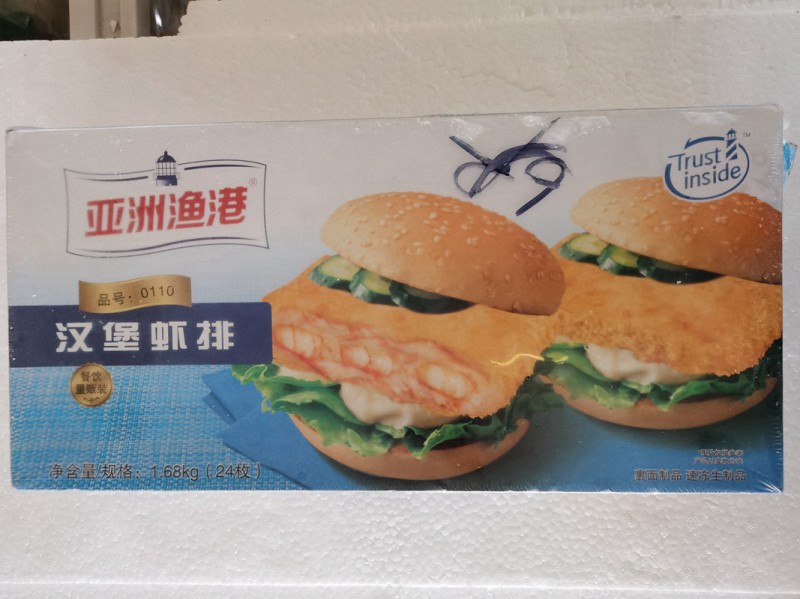 亚洲渔港®
Trust inside™
品号：0110
汉堡虾排
餐饮
量贩装
净含量/规格：1.68kg（24枚）
裹面制品 速冻生制品